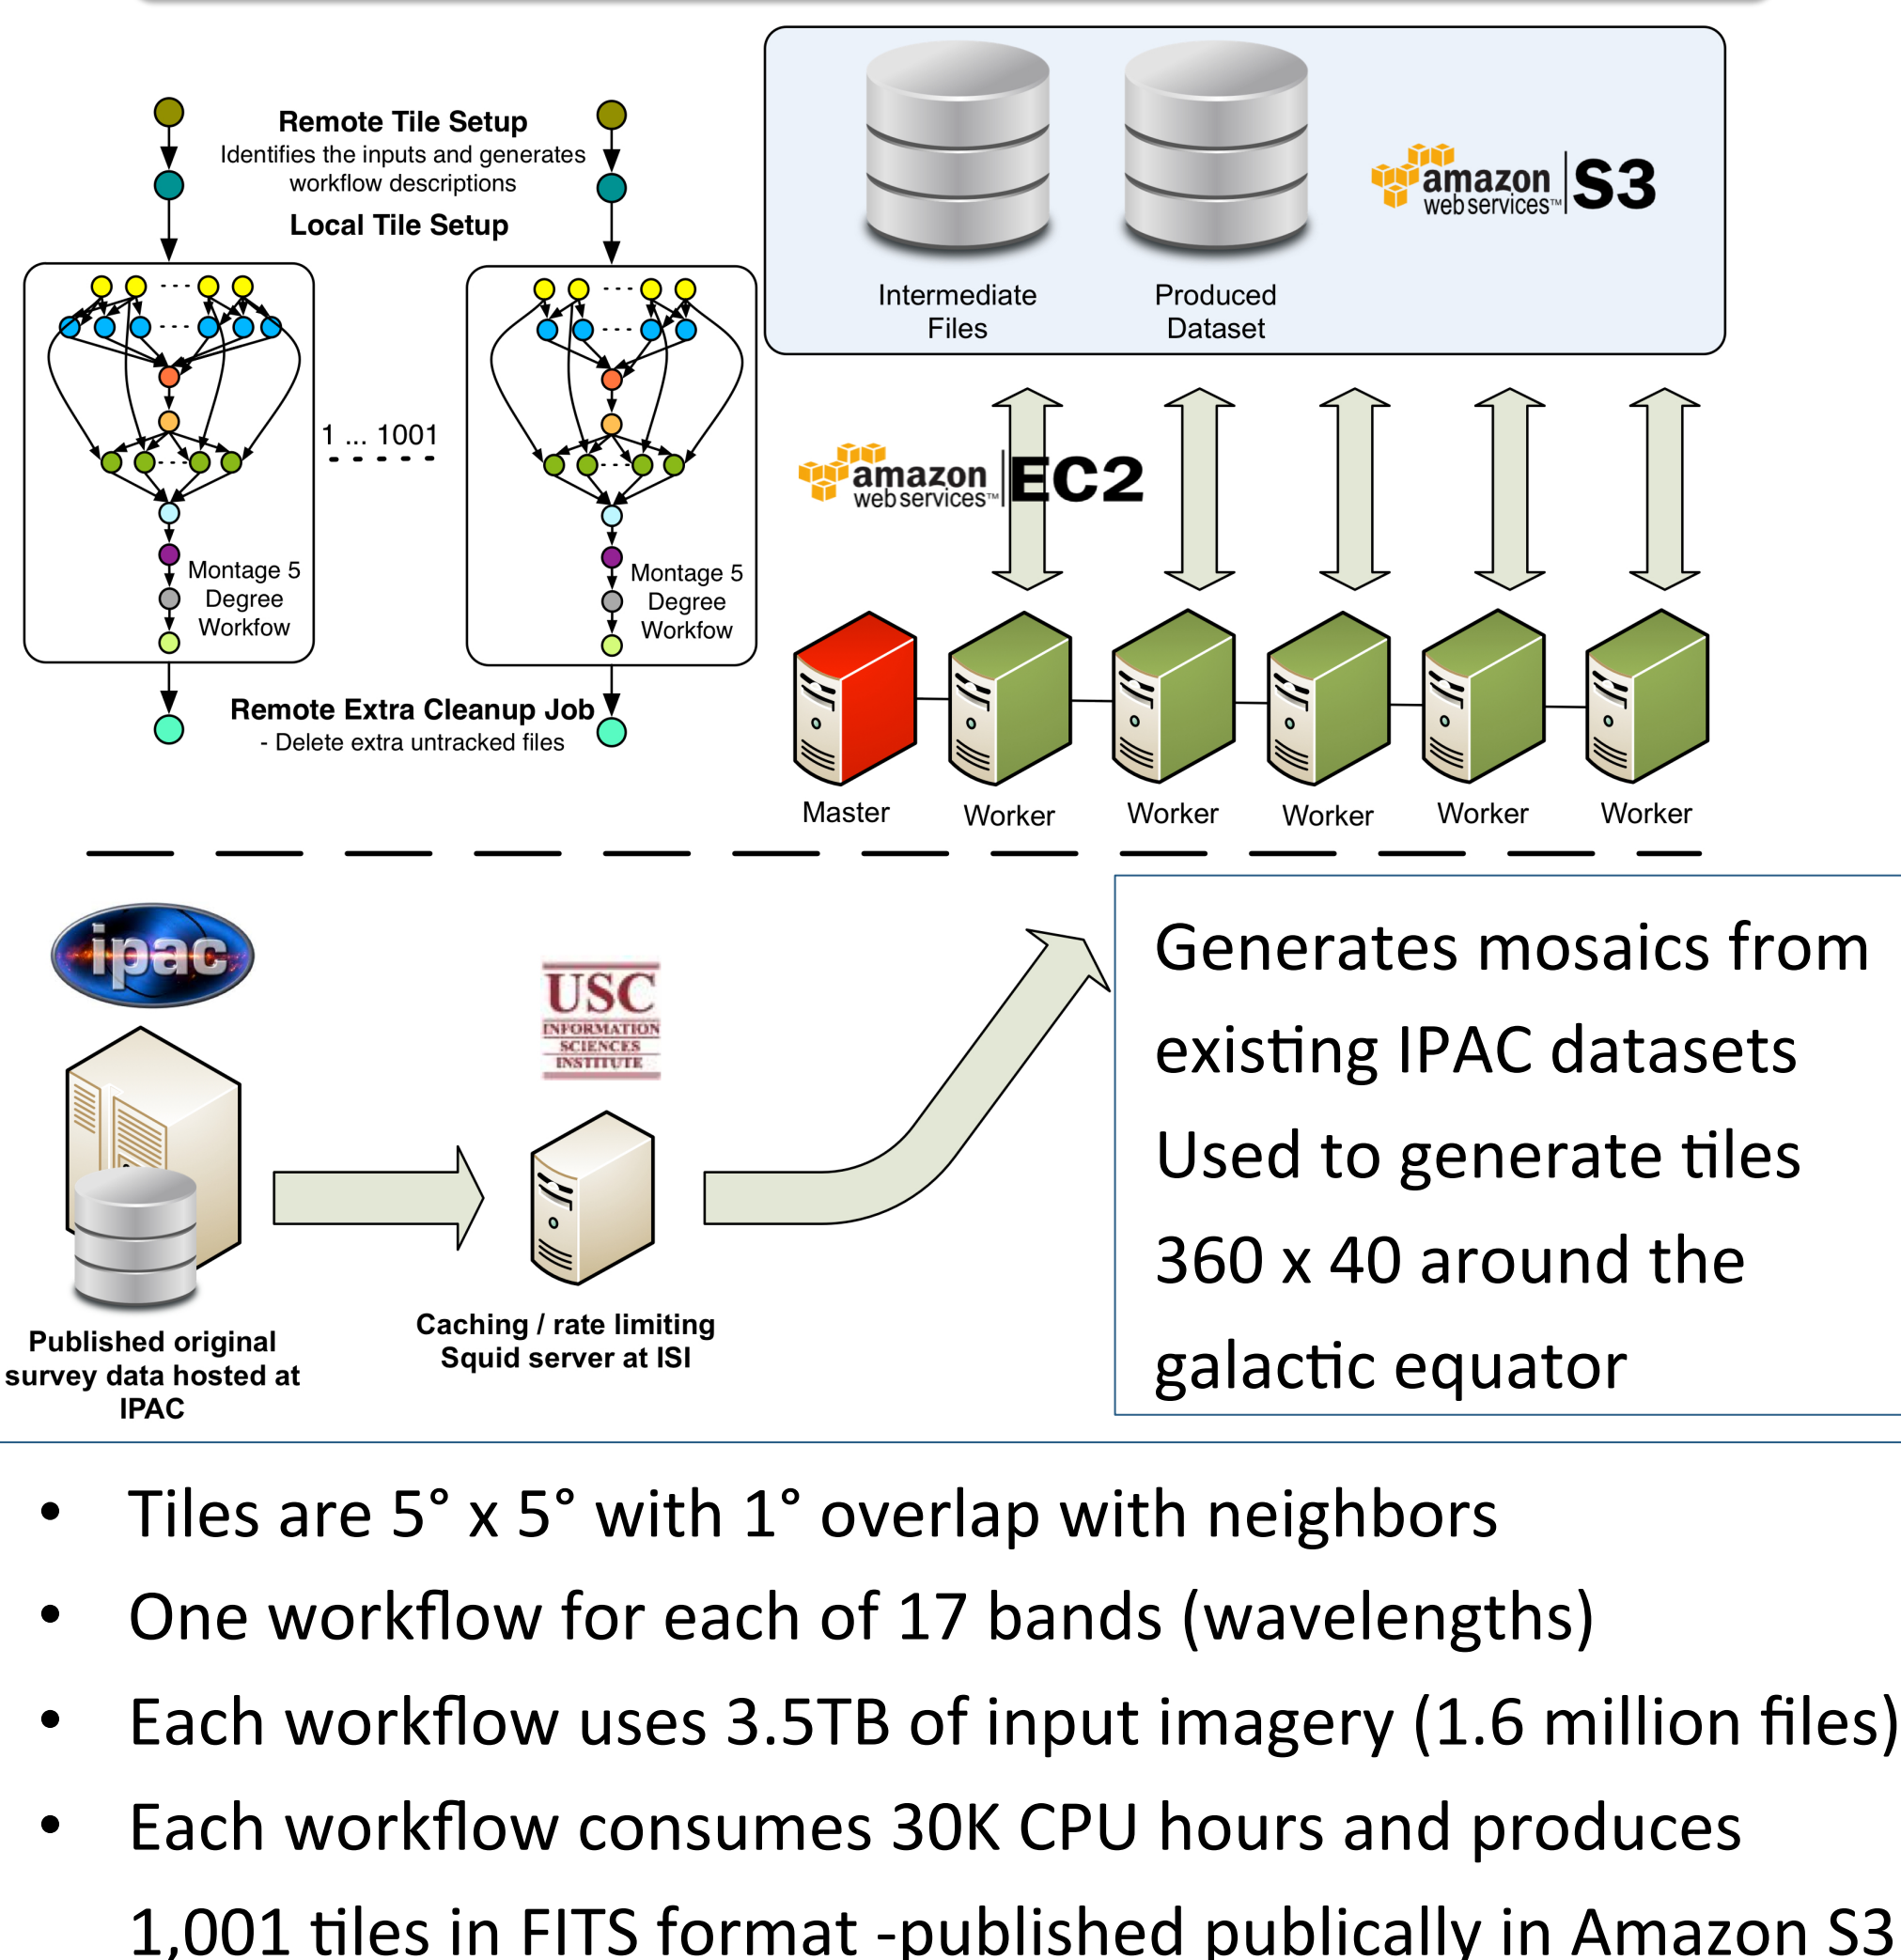 Remote Tile Setup
Identifies the inputs and generates
workflow descriptions
Local Tile Setup
1 ... 1001
Montage 5
Degree
Workfow
Montage 5
Degree
Workfow
Remote Extra Cleanup Job
- Delete extra untracked files
Intermediate
Files
Produced
Dataset
amazon
web services™
S3
amazon
web services™
EC2
Master
Worker
Worker
Worker
Worker
Worker
ipac
USC
INFORMATION
SCIENCES
INSTITUTE
Published original
survey data hosted at
IPAC
Caching / rate limiting
Squid server at ISI
Generates mosaics from
existing IPAC datasets
Used to generate tiles
360 x 40 around the
galactic equator
• Tiles are 5° x 5° with 1° overlap with neighbors
• One workflow for each of 17 bands (wavelengths)
• Each workflow uses 3.5TB of input imagery (1.6 million files)
• Each workflow consumes 30K CPU hours and produces
1,001 tiles in FITS format -published publically in Amazon S3